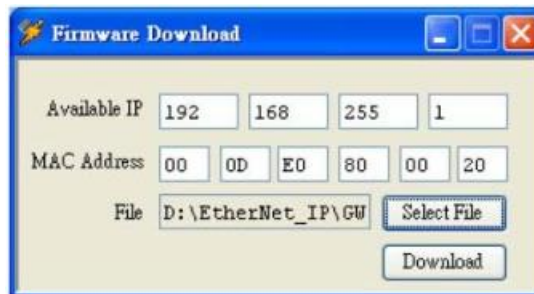 Firmware Download
Available IP 192 168 255 1
MAC Address 00 0D E0 80 00 20
File D:\EtherNet_IP\GW Select File
Download